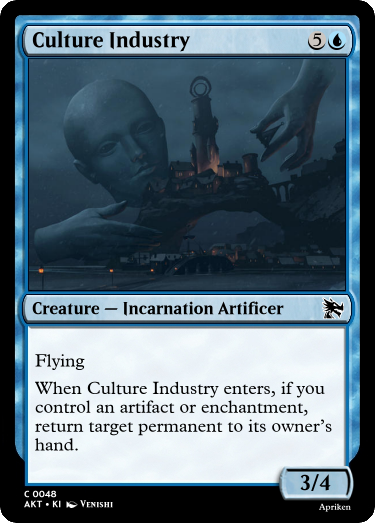 Culture Industry 5
Creature — Incarnation Artificer
Flying
When Culture Industry enters, if you
control an artifact or enchantment,
return target permanent to its owner's
hand.
3/4
C 0048
AKT • KI VENISHI
Apriken